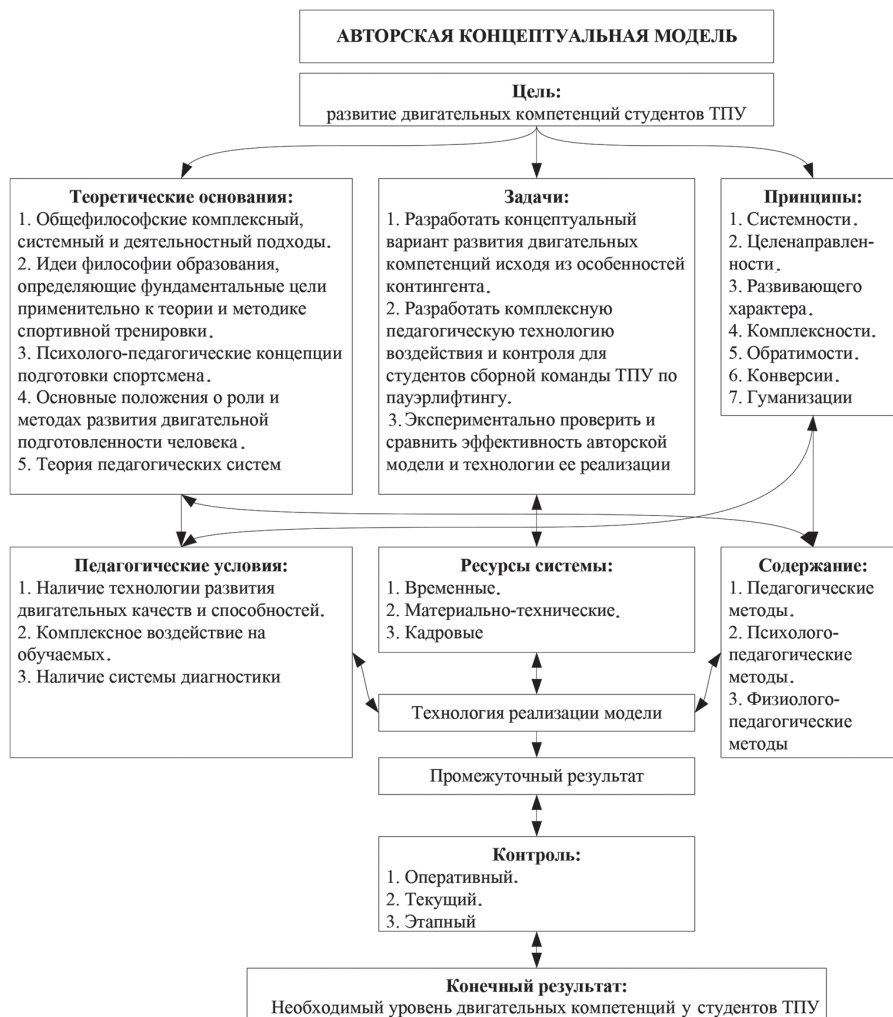 АВТОРСКАЯ КОНЦЕПТУАЛЬНАЯ МОДЕЛЬ
Цель:
развитие двигательных компетенций студентов ТПУ
Теоретические основания:
1. Общефилософские комплексный,
системный и деятельностный подходы.
2. Идеи философии образования,
определяющие фундаментальные цели
применительно к теории и методике
спортивной тренировки.
3. Психолого-педагогические концепции
подготовки спортсмена.
4. Основные положения о роли и
методах развития двигательной
подготовленности человека.
5. Теория педагогических систем
Задачи:
1. Разработать концептуальный
вариант развития двигательных
компетенций исходя из особенностей
контингента.
2. Разработать комплексную
педагогическую технологию
воздействия и контроля для
студентов сборной команды ТПУ по
пауэрлифтингу.
3.Экспериментально проверить и
сравнить эффективность авторской
модели и технологии ее реализации
Принципы:
1. Системности.
2. Целенаправлен-
ности.
3. Развивающего
характера.
4. Комплексности.
5. Обратимости.
6. Конверсии.
7. Гуманизации
Педагогические условия:
1. Наличие технологии развития
двигательных качеств и способностей.
2. Комплексное воздействие на
обучаемых.
3. Наличие системы диагностики
Ресурсы системы:
1. Временные.
2. Материально-технические.
3. Кадровые
Содержание:
1. Педагогические
методы.
2. Психолого-
педагогические
методы.
3. Физиолого-
педагогические
методы
Технология реализации модели
Промежуточный результат
Контроль:
1. Оперативный.
2. Текущий.
3. Этапный
Конечный результат:
Необходимый уровень двигательных компетенций у студентов ТПУ